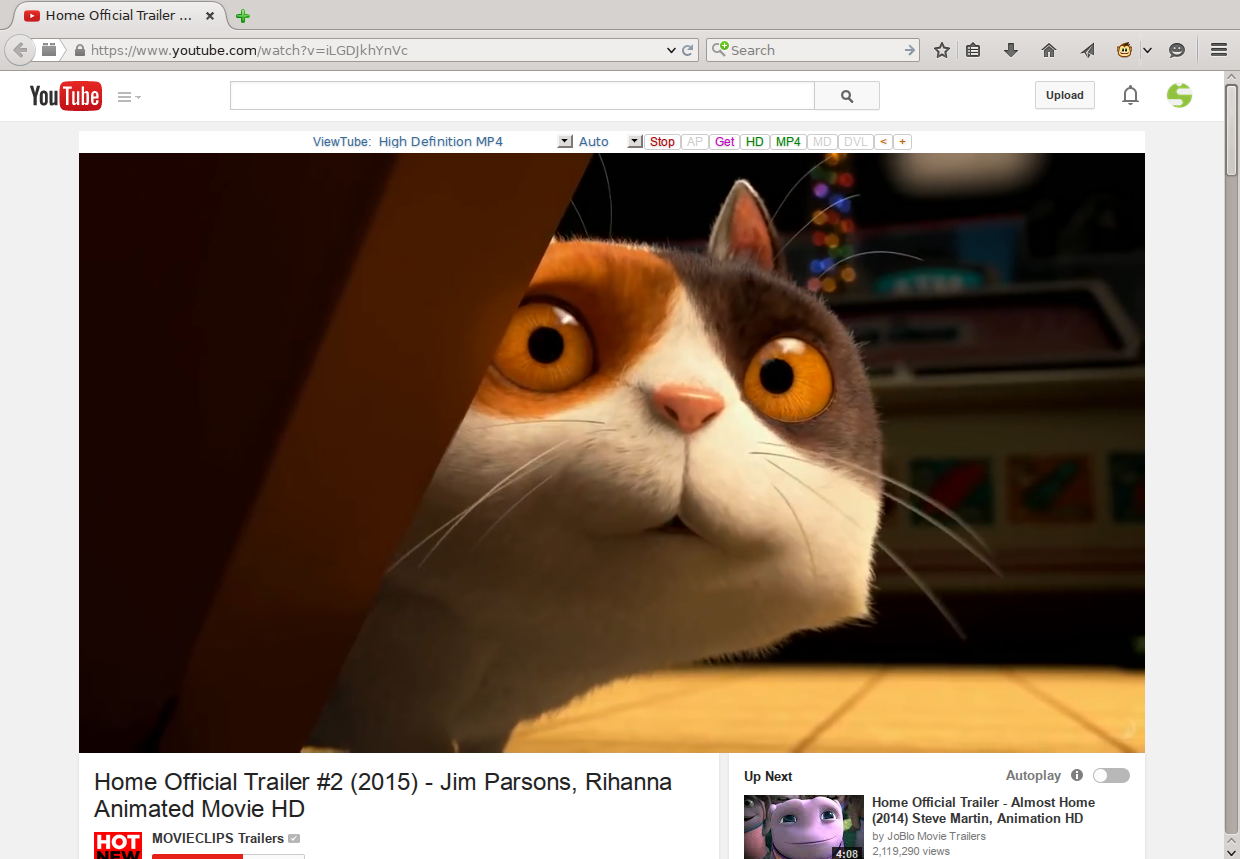 Home Official Trailer ...
https://www.youtube.com/watch?v=iLGDJkhYnVc
Search
YouTube
Upload
ViewTube: High Definition MP4 Auto Stop AP Get HD MP4 MD DVL < +
Home Official Trailer #2 (2015) - Jim Parsons, Rihanna
Animated Movie HD
HOT
NEW
MOVIECLIPS Trailers
Up Next
Autoplay
Home Official Trailer - Almost Home
(2014) Steve Martin, Animation HD
by JoBlo Movie Trailers
2,119,290 views
4:08